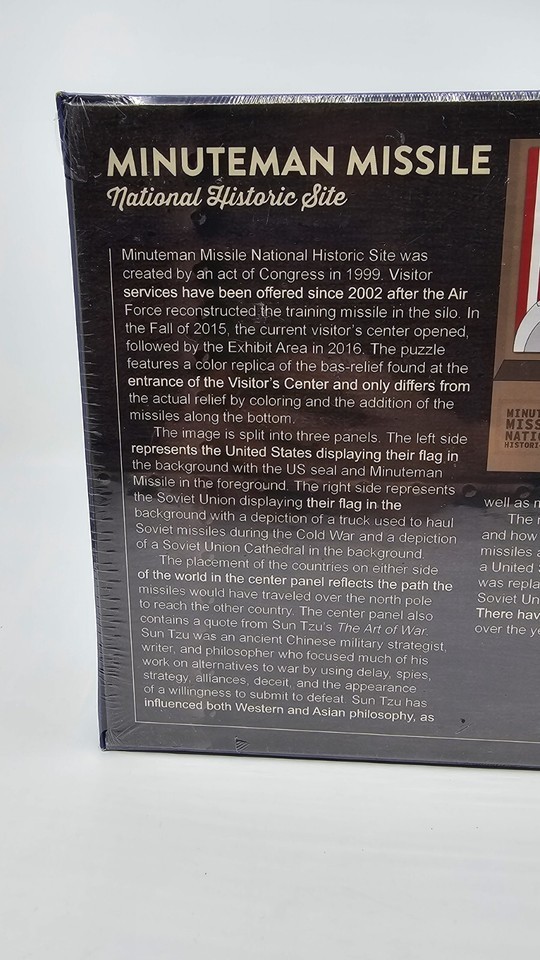 MINUTEMAN MISSILE
National Historic Site
Minuteman Missile National Historic Site was
created by an act of Congress in 1999. Visitor
services have been offered since 2002 after the Air
Force reconstructed the training missile in the silo. In
the Fall of 2015, the current visitor's center opened,
followed by the Exhibit Area in 2016. The puzzle
features a color replica of the bas-relief found at the
entrance of the Visitor's Center and only differs from
the actual relief by coloring and the addition of the
missiles along the bottom.
The image is split into three panels. The left side
represents the United States displaying their flag in
the background with the US seal and Minuteman
Missile in the foreground. The right side represents
the Soviet Union displaying their flag in the
background with a depiction of a truck used to haul
Soviet missiles during the Cold War and a depiction
of a Soviet Union Cathedral in the background.
The placement of the countries on either side
of the world in the center panel reflects the path the
missiles would have traveled over the north pole
to reach the other country. The center panel also
contains a quote from Sun Tzu's The Art of War.
Sun Tzu was an ancient Chinese military strategist,
writer, and philosopher who focused much of his
work on alternatives to war by using delay, spies,
strategy, alliances, deceit, and the appearance
of a willingness to submit to defeat. Sun Tzu has
influenced both Western and Asian philosophy, as
MINUT
MISS
NATI
HISTORIC
well as
The
and how
missiles
a United
was repla
Soviet Un
There hav
over the ye